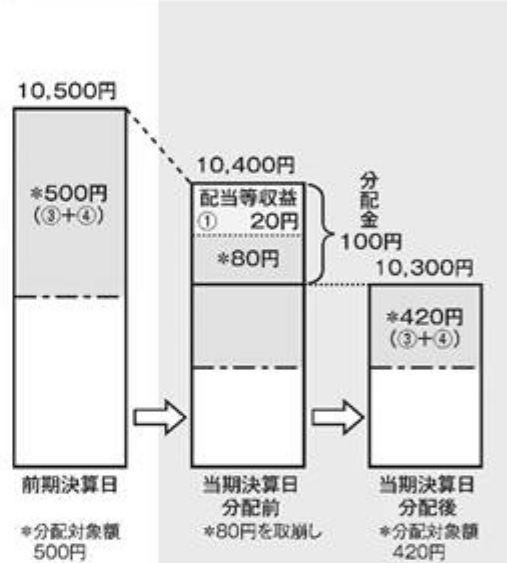 10,500円
*500円
(③+④)
10,400円
配当等収益
① 20円
*80円
分配金
100円
10,300円
*420円
(③+④)
前期決算日
*分配対象額
500円
当期決算日
分配前
*80円を取崩し
当期決算日
分配後
*分配対象額
420円